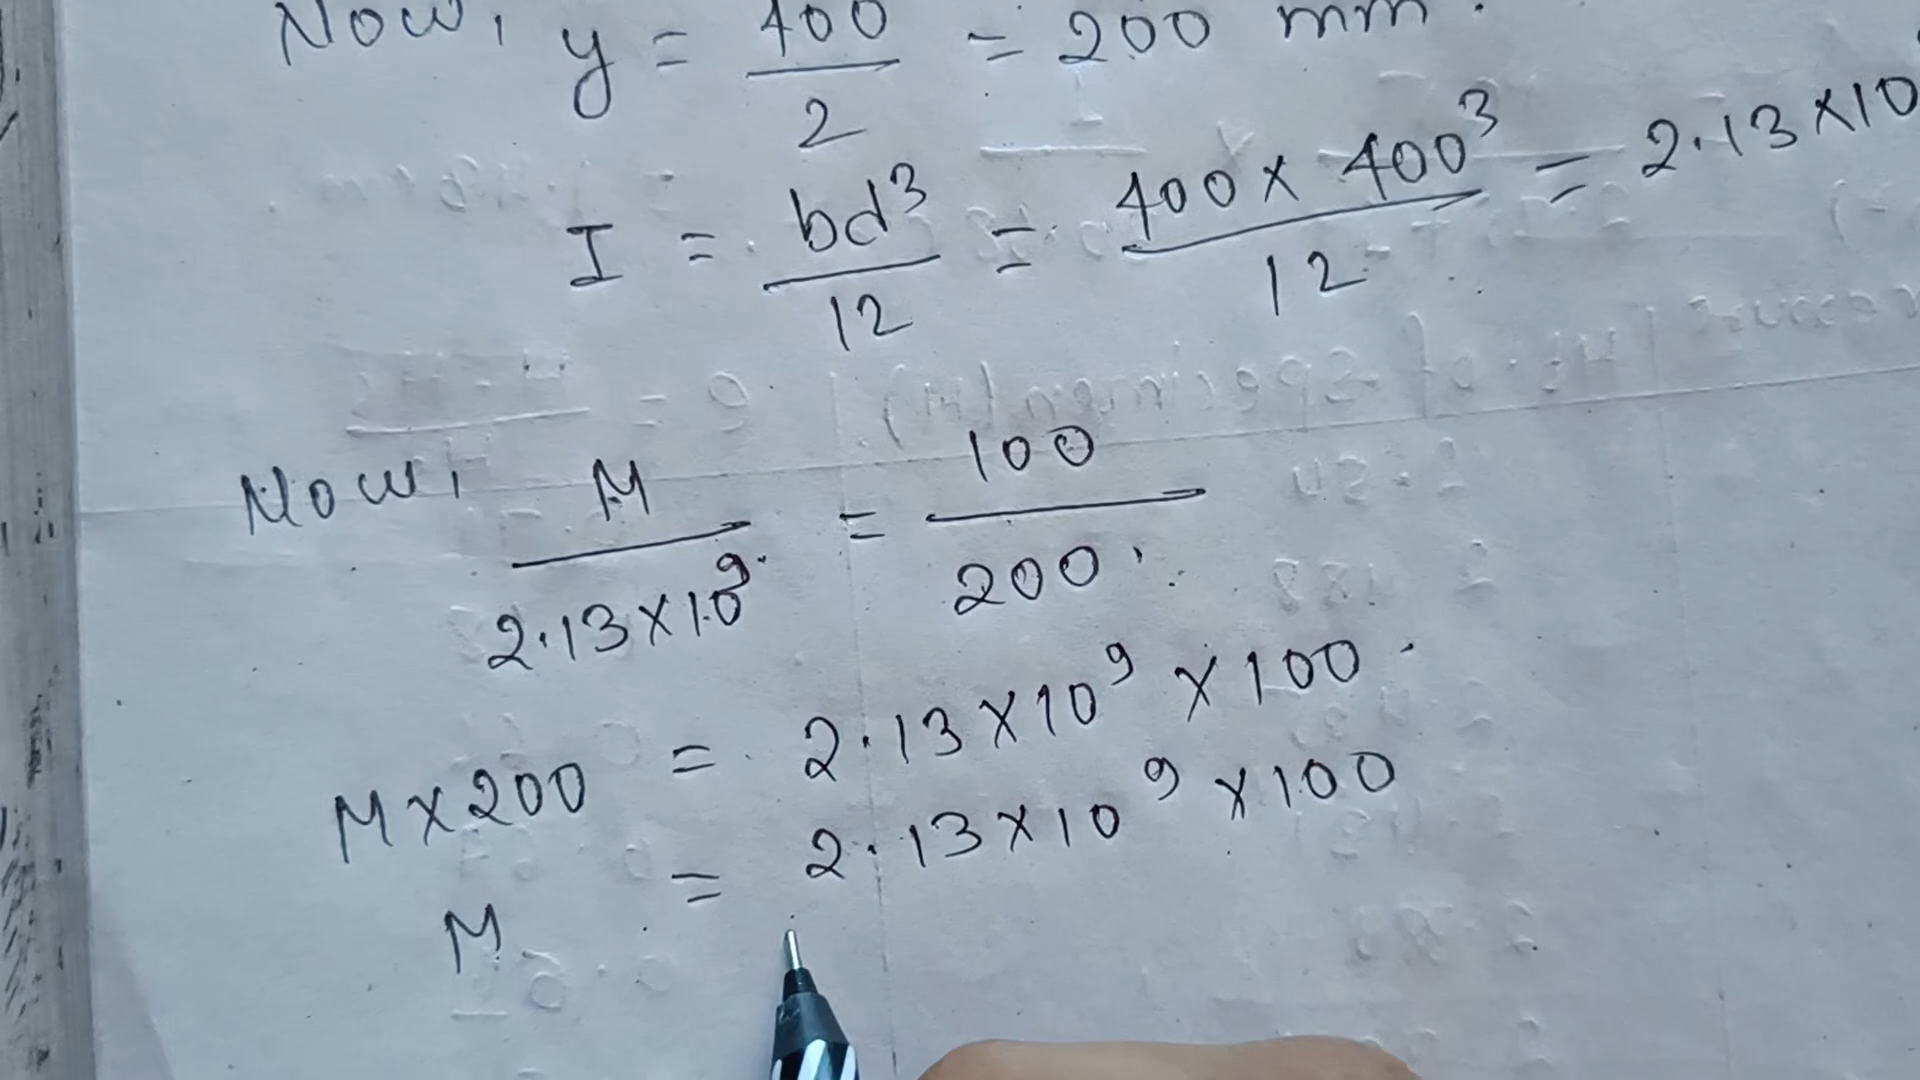 Now, y = 400/2 = 200 mm.
I = bd³/12 = 400 × 400³/12 = 2.13 × 10
Now, M/2.13 × 10⁹ = 100/200
M × 200 = 2.13 × 10⁹ × 100
M = 2.13 × 10⁹ × 100